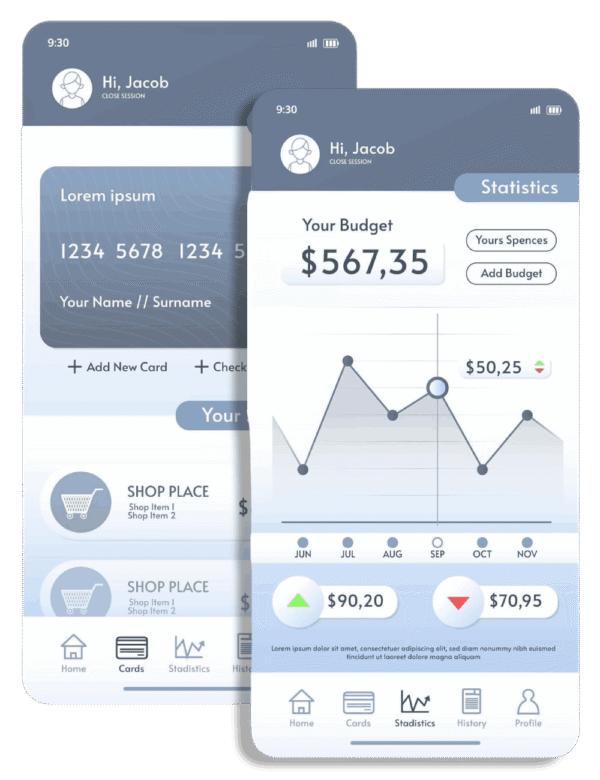 9:30
Hi, Jacob
CLOSE SESSION
Lorem ipsum
1234 5678 1234 5
Your Name // Surname
+ Add New Card + Check
Your
SHOP PLACE
Shop Item 1
Shop Item 2
$
SHOP PLACE
Shop Item 1
Shop Item 2
$
Home Cards Stadistics Histo
9:30
Hi, Jacob
CLOSE SESSION
Statistics
Your Budget
$567,35
Yours Spences
Add Budget
$50,25
JUN JUL AUG SEP OCT NOV
$90,20 $70,95
Lorem ipsum dolor sit amet, consectetuer adipiscing elit, sed diam nonummy nibh euismod
tincidunt ut laoreet dolore magna aliquam
Home Cards Stadistics History Profile